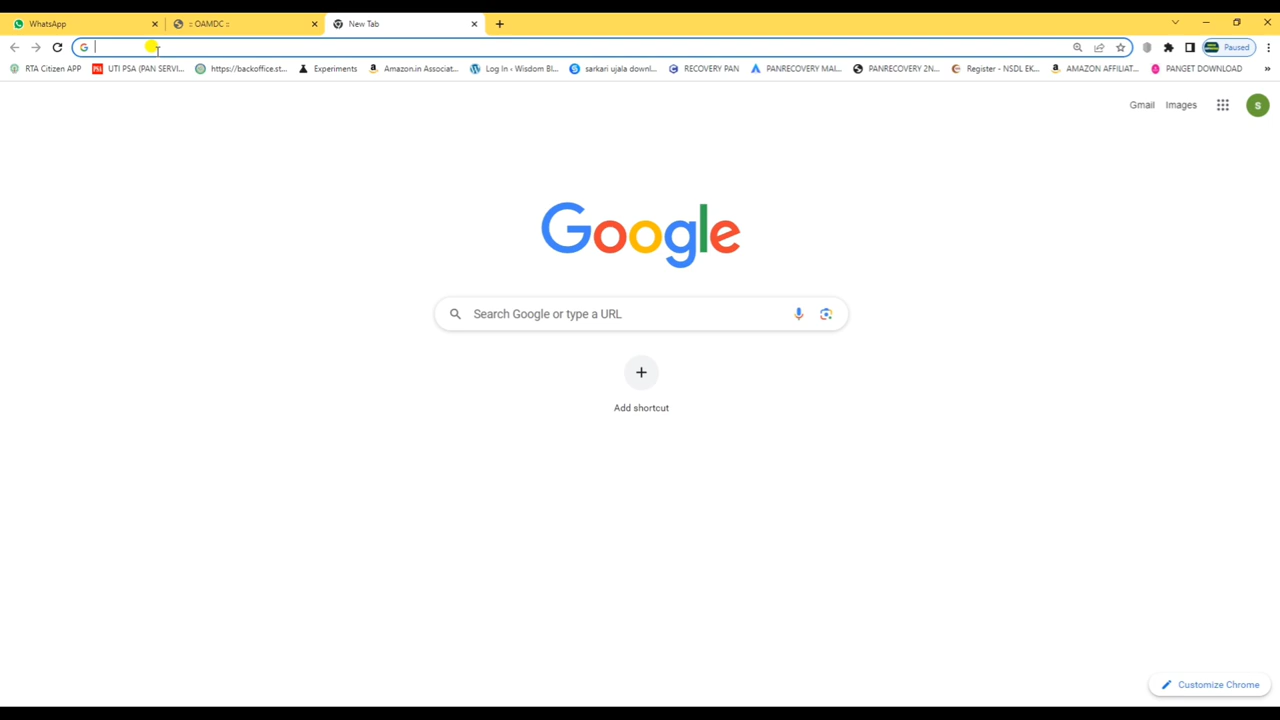 WhatsApp
:: OAMDC ::
New Tab
G
Paused
RTA Citizen APP
PSA UTI PSA (PAN SERVI...
https://backoffice.st...
Experiments
Amazon.in Associat...
Log In ‹ Wisdom Bl...
sarkari ujala downl...
RECOVERY PAN
PANRECOVERY MAI...
PANRECOVERY 2N...
Register - NSDL EK...
AMAZON AFFILIAT...
PANGET DOWNLOAD
»
Gmail
Images
S
Google
Search Google or type a URL
Add shortcut
Customize Chrome